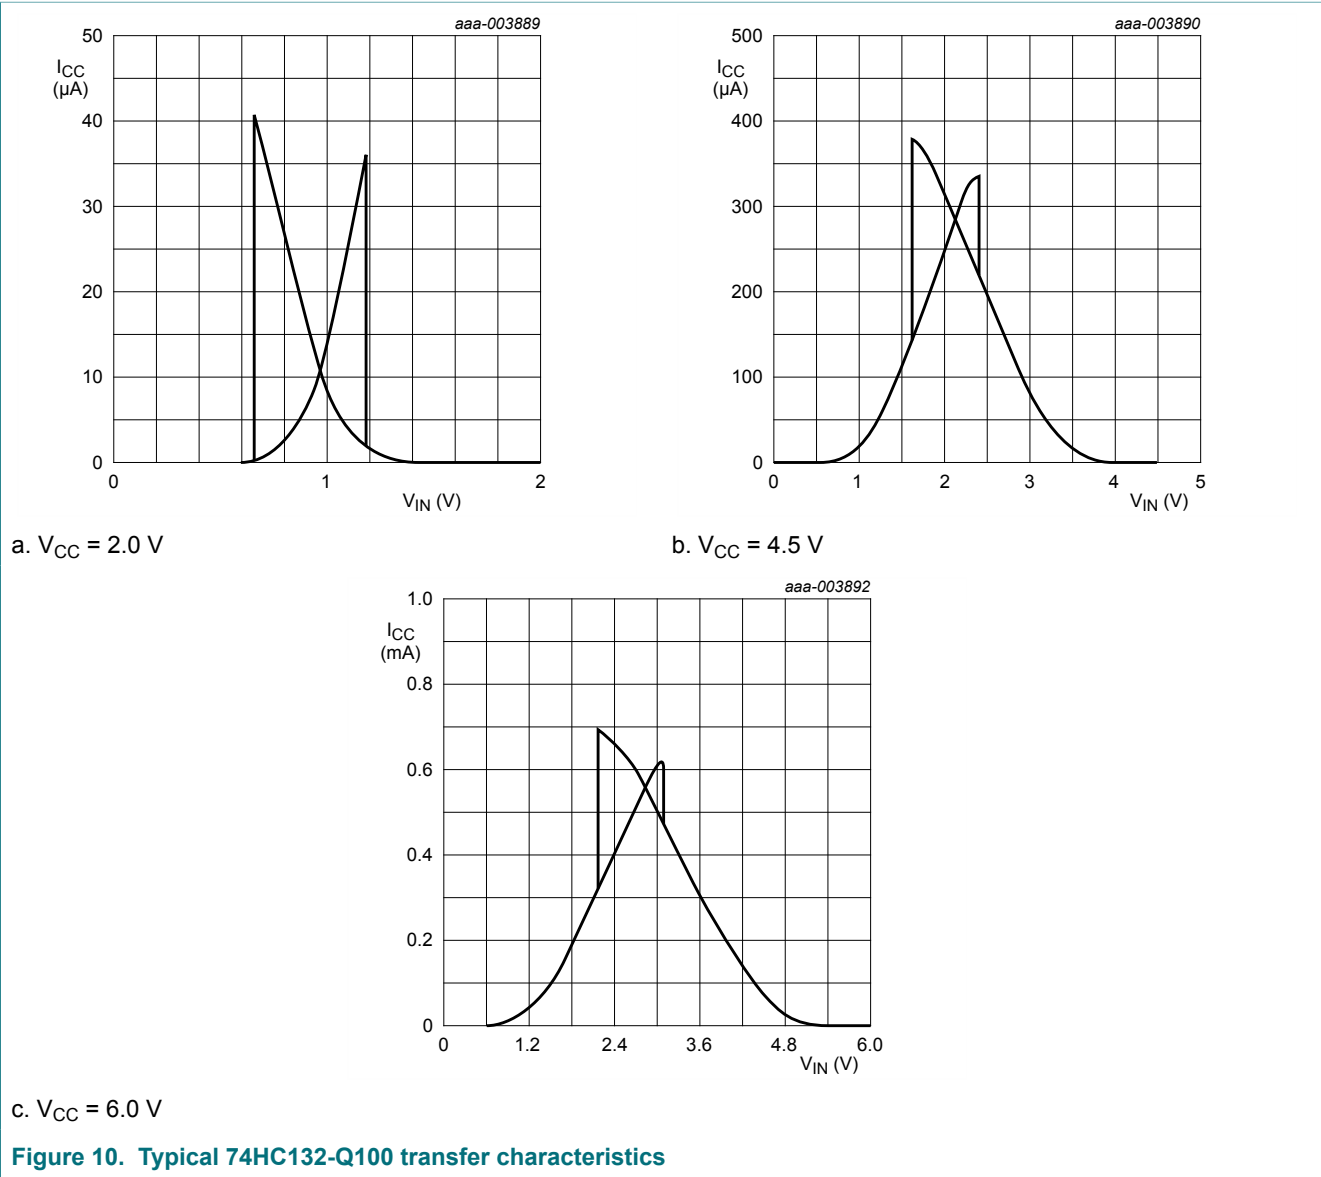 aaa-003889
50
ICC
(μA)
40
30
20
10
0
0
1
2
VIN (V)
a. VCC = 2.0 V
aaa-003890
500
ICC
(μA)
400
300
200
100
0
0
1
2
3
4
5
VIN (V)
b. VCC = 4.5 V
aaa-003892
1.0
ICC
(mA)
0.8
0.6
0.4
0.2
0
0
1.2
2.4
3.6
4.8
6.0
VIN (V)
c. VCC = 6.0 V
Figure 10. Typical 74HC132-Q100 transfer characteristics